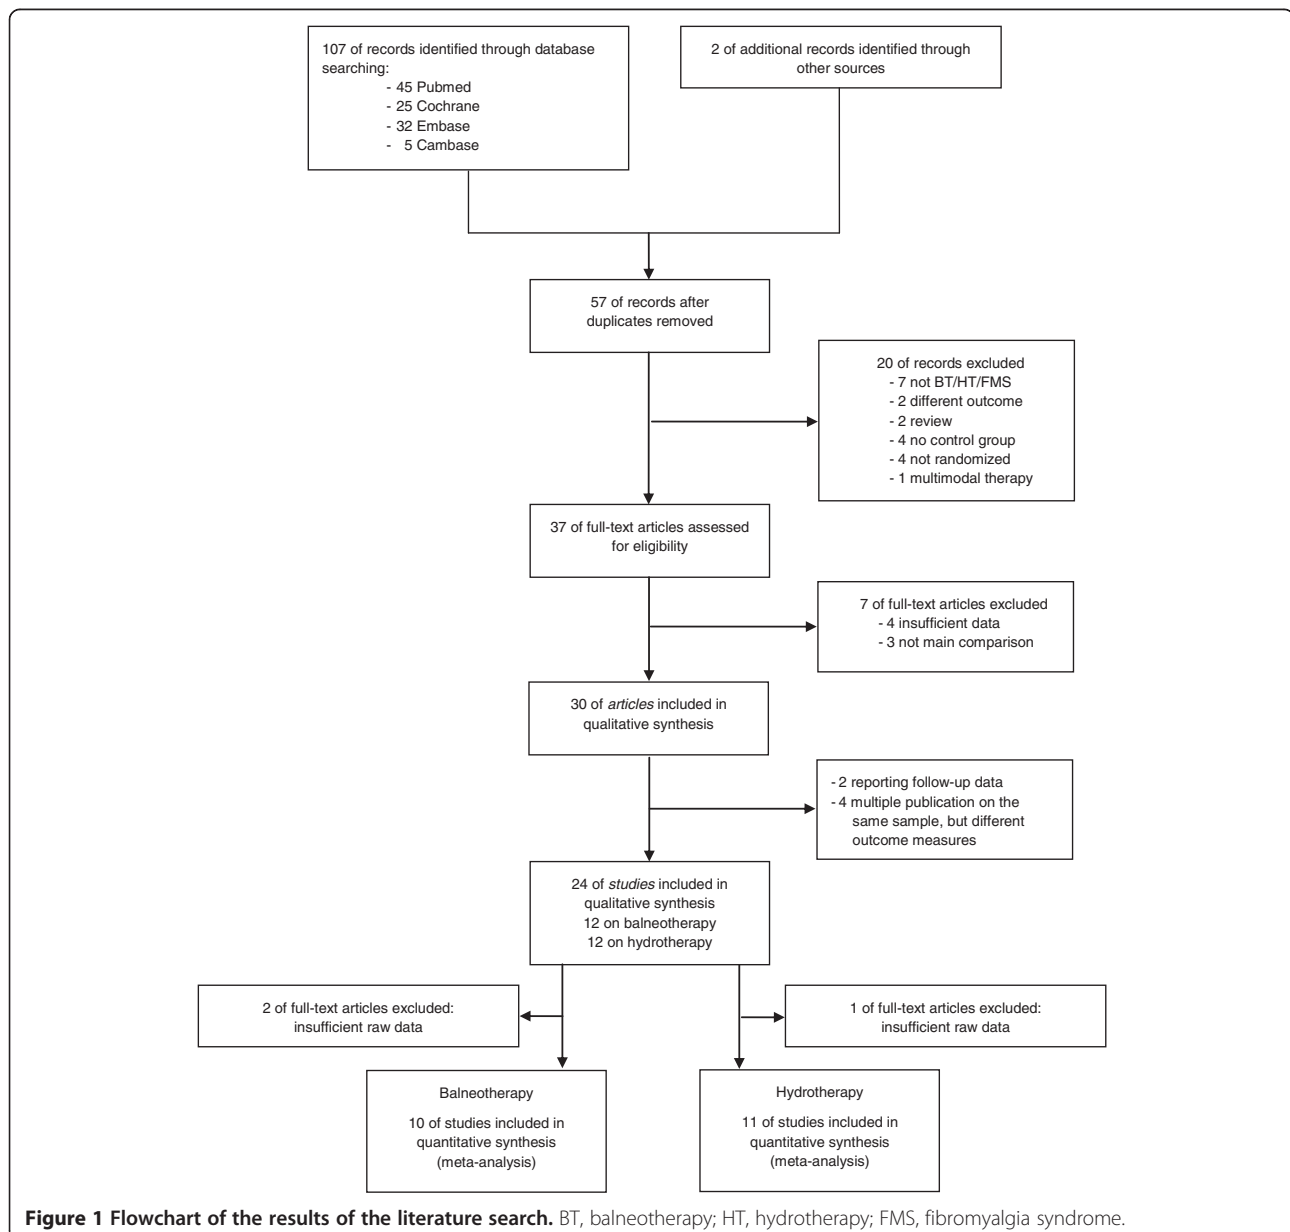 107 of records identified through database
searching:
- 45 Pubmed
- 25 Cochrane
- 32 Embase
- 5 Cambase
2 of additional records identified through
other sources
57 of records after
duplicates removed
20 of records excluded
- 7 not BT/HT/FMS
- 2 different outcome
- 2 review
- 4 no control group
- 4 not randomized
- 1 multimodal therapy
37 of full-text articles assessed
for eligibility
7 of full-text articles excluded
- 4 insufficient data
- 3 not main comparison
30 of articles included in
qualitative synthesis
- 2 reporting follow-up data
- 4 multiple publication on the
same sample, but different
outcome measures
24 of studies included in
qualitative synthesis
12 on balneotherapy
12 on hydrotherapy
2 of full-text articles excluded:
insufficient raw data
1 of full-text articles excluded:
insufficient raw data
Balneotherapy
10 of studies included in
quantitative synthesis
(meta-analysis)
Hydrotherapy
11 of studies included in
quantitative synthesis
(meta-analysis)
Figure 1 Flowchart of the results of the literature search. BT, balneotherapy; HT, hydrotherapy; FMS, fibromyalgia syndrome.